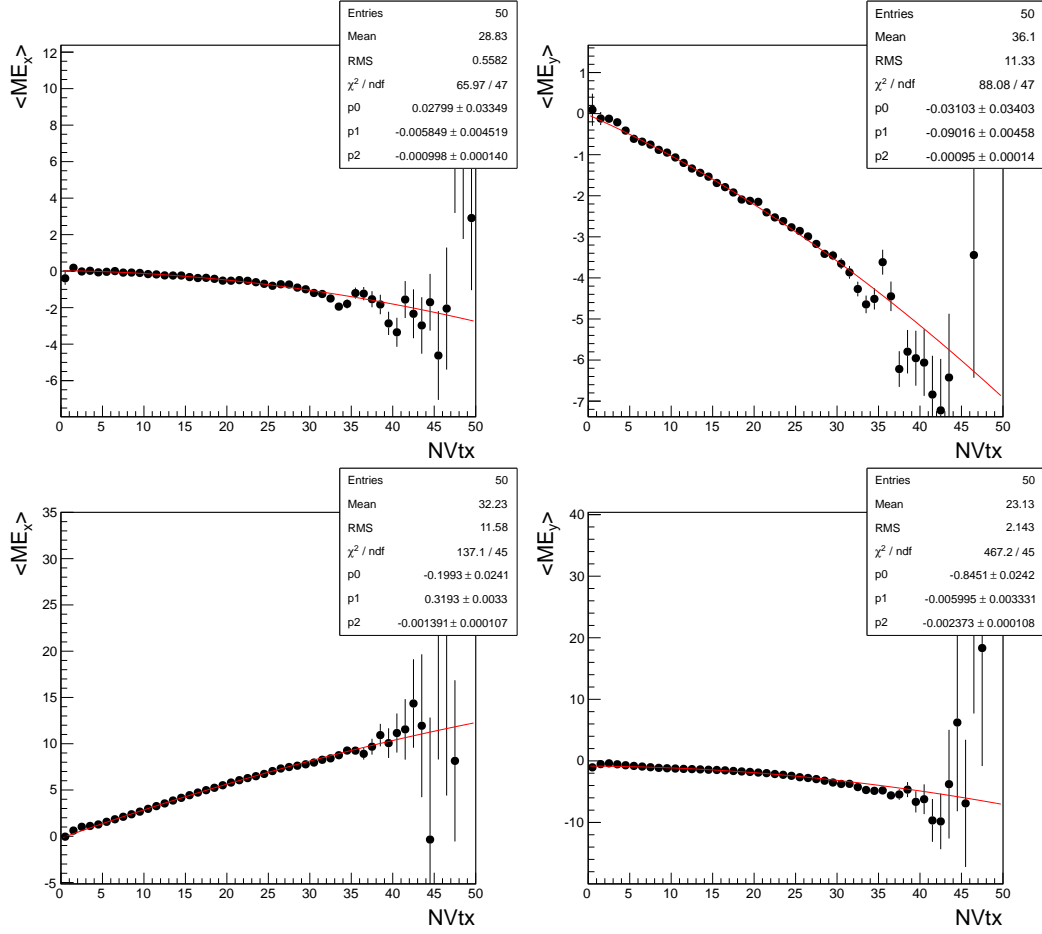 Entries 50
Mean 28.83
RMS 0.5582
χ² / ndf 65.97 / 47
p0 0.02799 ± 0.03349
p1 -0.005849 ± 0.004519
p2 -0.000998 ± 0.000140
<ME_x>
12
10
8
6
4
2
0
-2
-4
-6
0 5 10 15 20 25 30 35 40 45 50
NVtx
Entries 50
Mean 36.1
RMS 11.33
χ² / ndf 88.08 / 47
p0 -0.03103 ± 0.03403
p1 -0.09016 ± 0.00458
p2 -0.00095 ± 0.00014
<ME_y>
1
0
-1
-2
-3
-4
-5
-6
-7
0 5 10 15 20 25 30 35 40 45 50
NVtx
Entries 50
Mean 32.23
RMS 11.58
χ² / ndf 137.1 / 45
p0 -0.1993 ± 0.0241
p1 0.3193 ± 0.0033
p2 -0.001391 ± 0.000107
<ME_x>
35
30
25
20
15
10
5
0
-5
0 5 10 15 20 25 30 35 40 45 50
NVtx
Entries 50
Mean 23.13
RMS 2.143
χ² / ndf 467.2 / 45
p0 -0.8451 ± 0.0242
p1 -0.005995 ± 0.003331
p2 -0.002373 ± 0.000108
<ME_y>
40
30
20
10
0
-10
0 5 10 15 20 25 30 35 40 45 50
NVtx